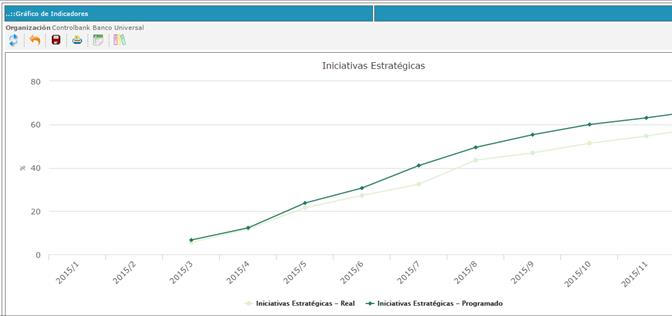 ..::Gráfico de Indicadores
Organización Controlbank Banco Universal
Iniciativas Estratégicas
80
60
%
40
20
0
2015/1 2015/2 2015/3 2015/4 2015/5 2015/6 2015/7 2015/8 2015/9 2015/10 2015/11
Iniciativas Estratégicas – Real Iniciativas Estratégicas – Programado